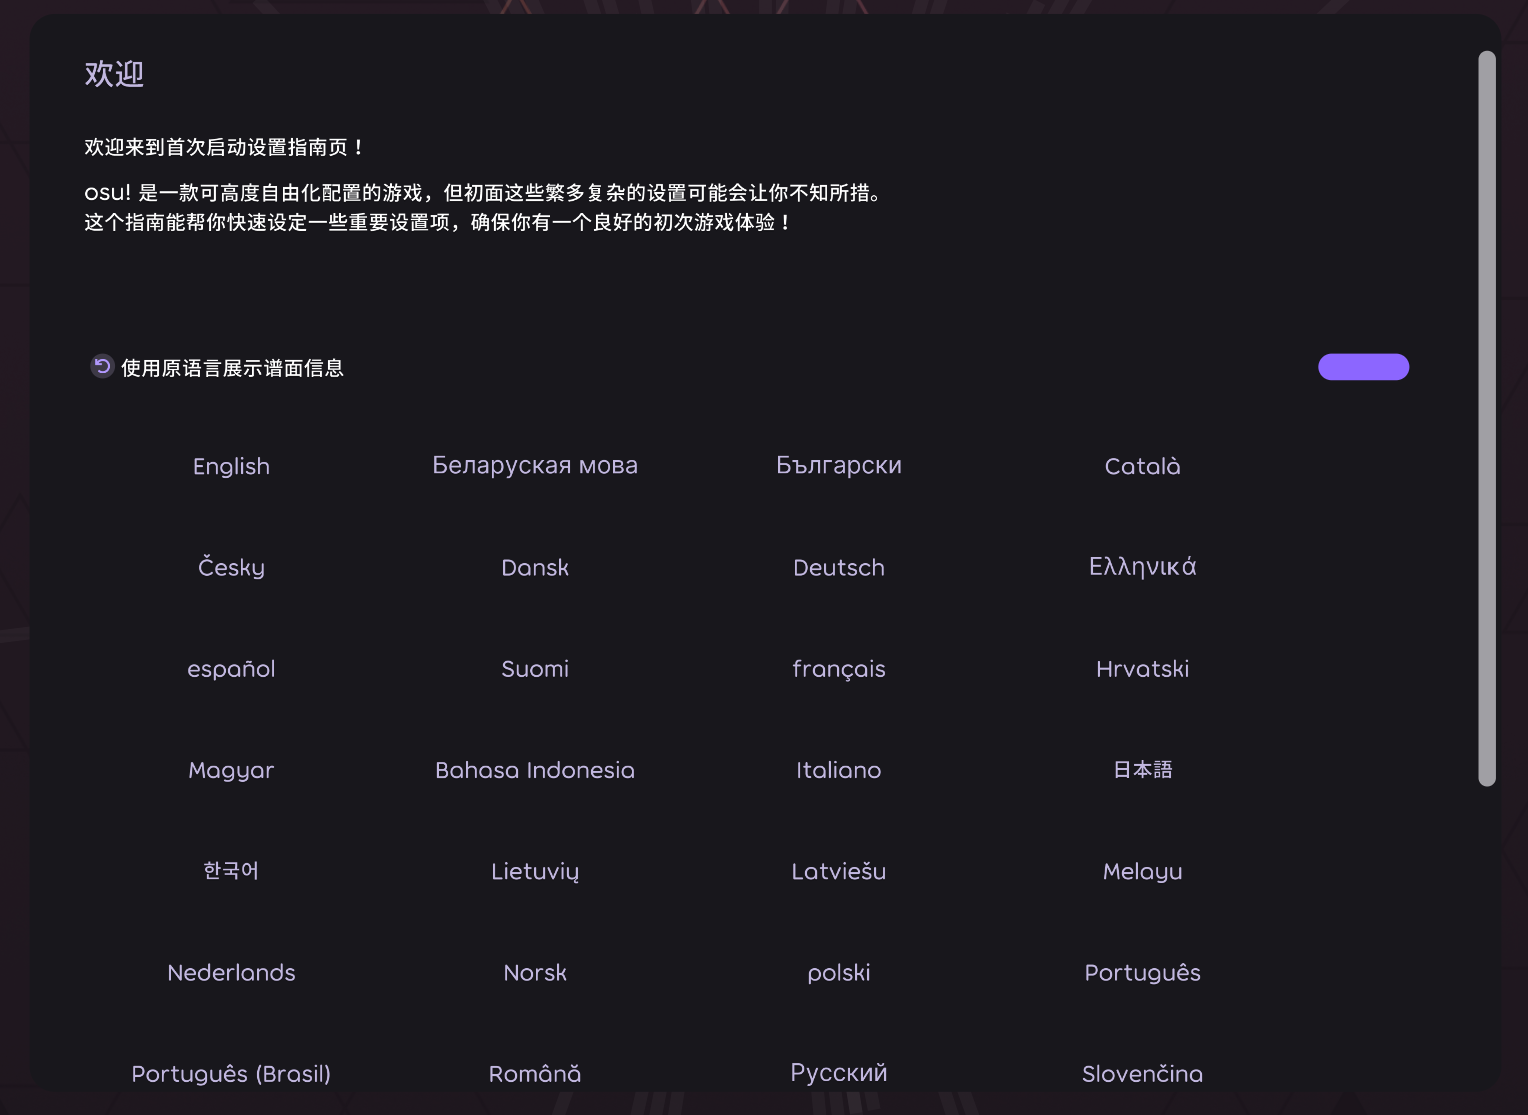 欢迎
欢迎来到首次启动设置指南页！
osu! 是一款可高度自由化配置的游戏，但初面这些繁多复杂的设置可能会让你不知所措。
这个指南能帮你快速设定一些重要设置项，确保你有一个良好的初次游戏体验！
使用原语言展示谱面信息
English
Беларуская мова
Български
Català
Česky
Dansk
Deutsch
Ελληνικά
español
Suomi
français
Hrvatski
Magyar
Bahasa Indonesia
Italiano
日本語
한국어
Lietuvių
Latviešu
Melayu
Nederlands
Norsk
polski
Português
Português (Brasil)
Română
Русский
Slovenčina